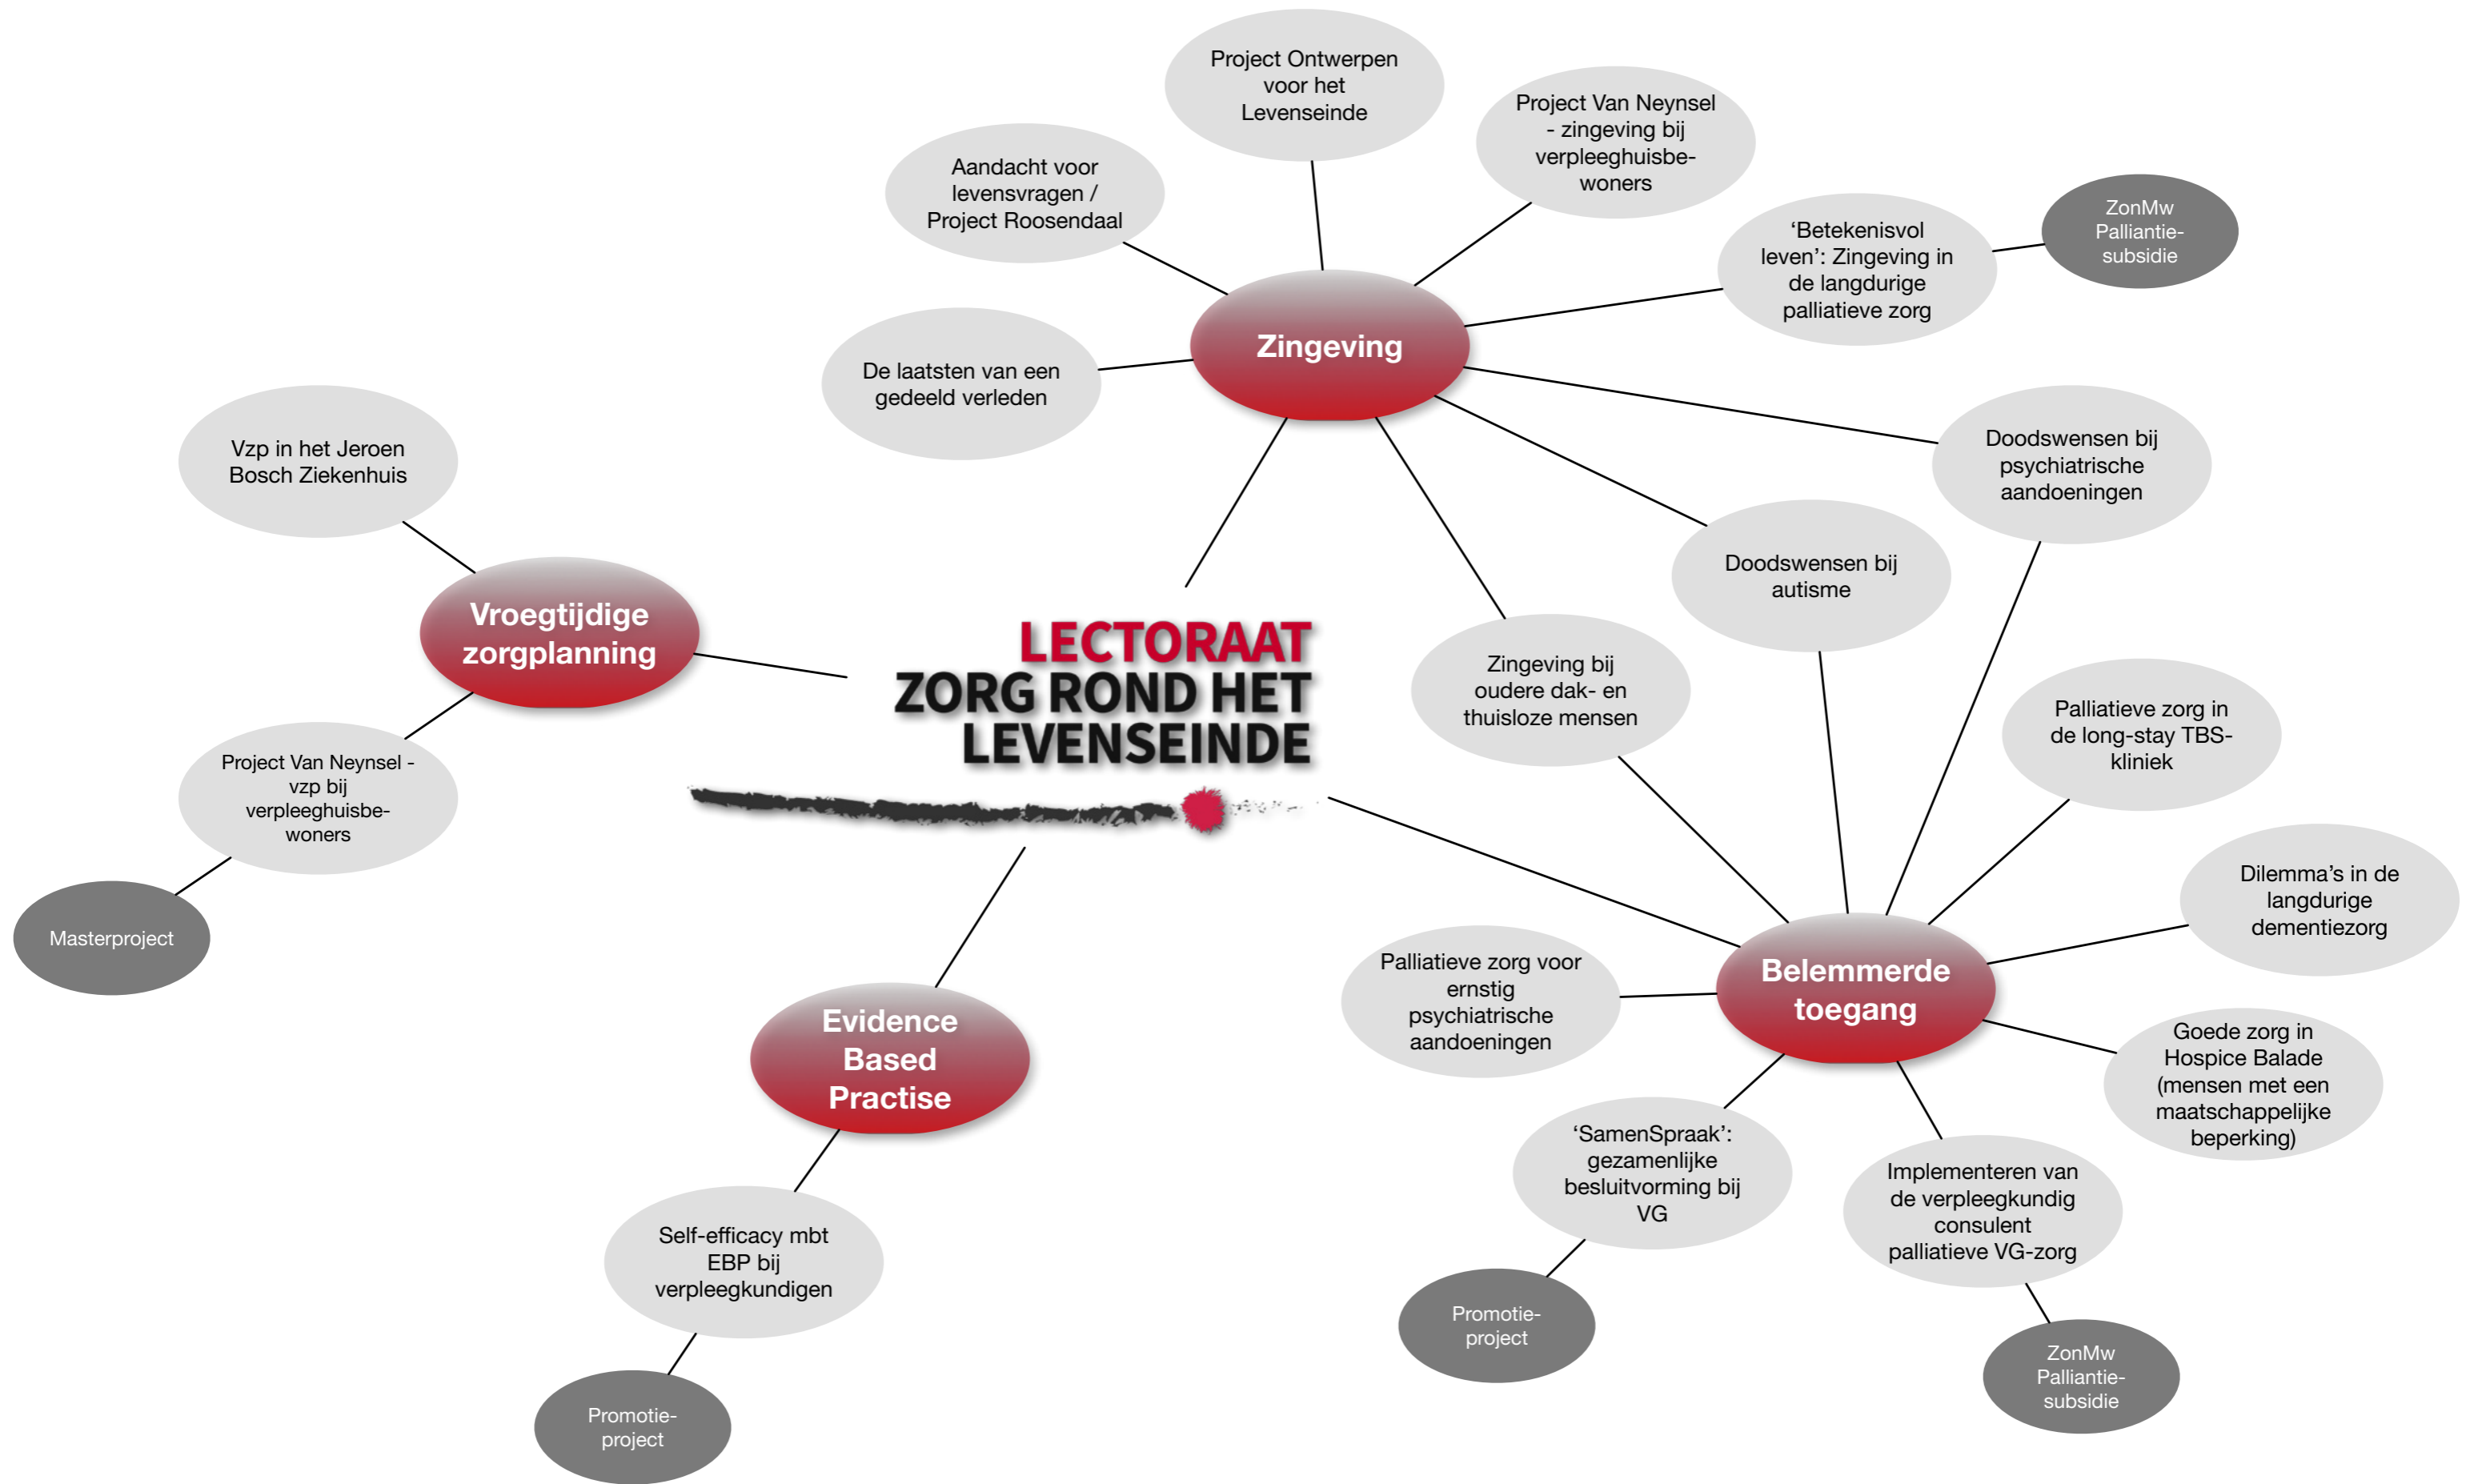 Project Ontwerpen
voor het
Levenseinde
Project Van Neynsel
- zingeving bij
verpleeghuisbe-
woners
Aandacht voor
levensvragen /
Project Roosendaal
'Betekenisvol
leven': Zingeving in
de langdurige
palliatieve zorg
ZonMw
Palliantie-
subsidie
Zingeving
De laatsten van een
gedeeld verleden
Vzp in het Jeroen
Bosch Ziekenhuis
Doodswensen bij
psychiatrische
aandoeningen
Doodswensen bij
autisme
Vroegtijdige
zorgplanning
LECTORAAT
ZORG ROND HET
LEVENSEINDE
Zingeving bij
oudere dak- en
thuisloze mensen
Palliatieve zorg in
de long-stay TBS-
kliniek
Project Van Neynsel -
vzp bij
verpleeghuisbe-
woners
Masterproject
Dilemma's in de
langdurige
dementiezorg
Belemmerde
toegang
Palliatieve zorg voor
ernstig
psychiatrische
aandoeningen
Evidence
Based
Practise
Goede zorg in
Hospice Balade
(mensen met een
maatschappelijke
beperking)
'SamenSpraak':
gezamenlijke
besluitvorming bij
VG
Implementeren van
de verpleegkundig
consulent
palliatieve VG-zorg
Self-efficacy mbt
EBP bij
verpleegkundigen
Promotie-
project
ZonMw
Palliantie-
subsidie
Promotie-
project